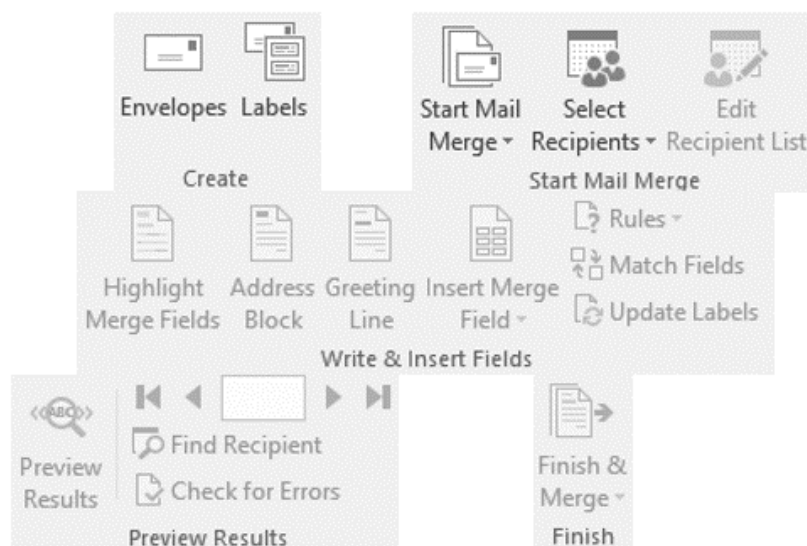 Envelopes Labels
Create
Start Mail Merge
Select Recipients
Edit Recipient List
Start Mail Merge
Highlight Merge Fields
Address Block
Greeting Line
Insert Merge Field
Rules
Match Fields
Update Labels
Write & Insert Fields
ABC
Preview Results
Find Recipient
Check for Errors
Preview Results
Finish & Merge
Finish